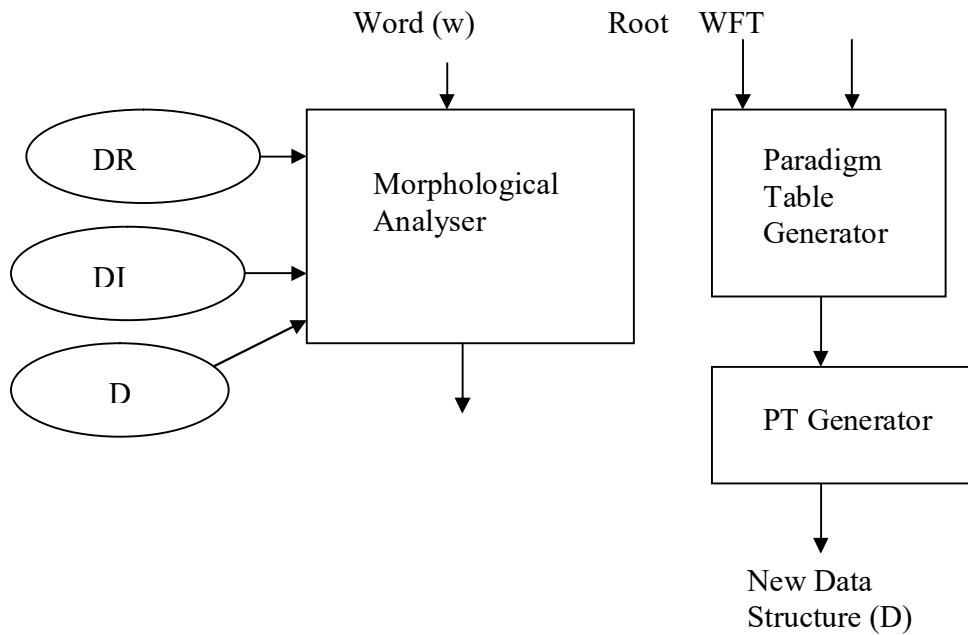 Word (w) Root WFT
DR
Morphological
Analyser
Paradigm
Table
Generator
DI
D
PT Generator
New Data
Structure (D)